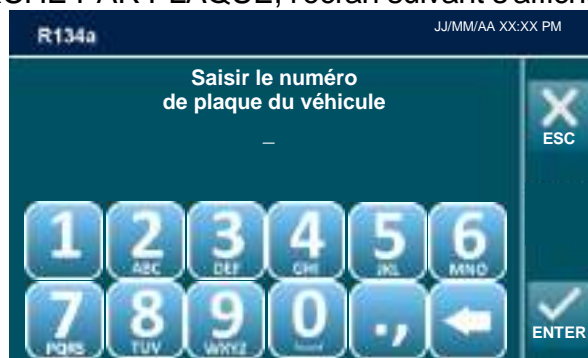 R134a
JJ/MM/AA XX:XX PM
Saisir le numéro
de plaque du véhicule
_
ESC
1 2 3 4 5 6
ABC DEF GHI JKL MNO
7 8 9 0 . ,
PQRS TUV WXYZ
ENTER